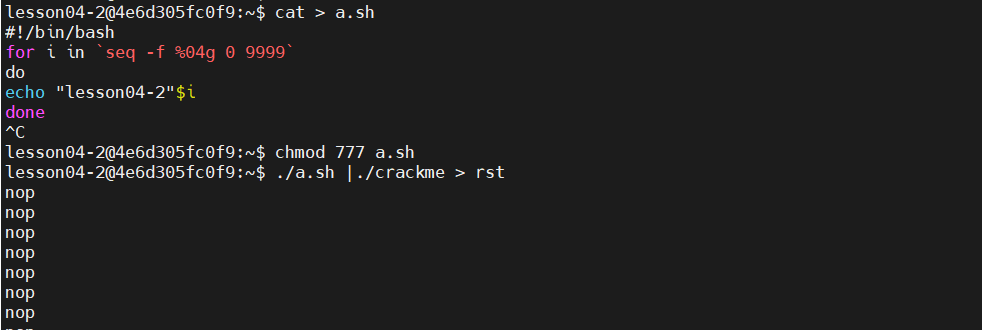 lesson04-2@4e6d305fc0f9:~$ cat > a.sh
#!/bin/bash
for i in `seq -f %04g 0 9999`
do
echo "lesson04-2"$i
done
^C
lesson04-2@4e6d305fc0f9:~$ chmod 777 a.sh
lesson04-2@4e6d305fc0f9:~$ ./a.sh |./crackme > rst
nop
nop
nop
nop
nop
nop
nop